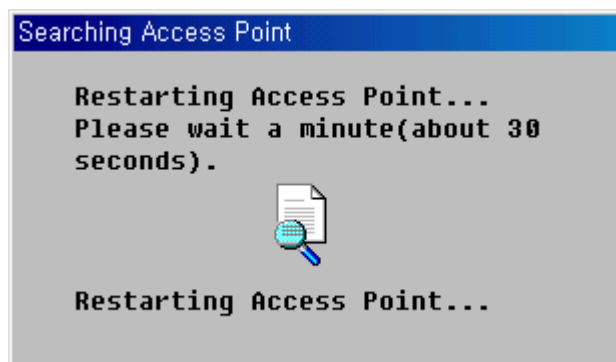 Searching Access Point
Restarting Access Point...
Please wait a minute(about 30
seconds).
Restarting Access Point...